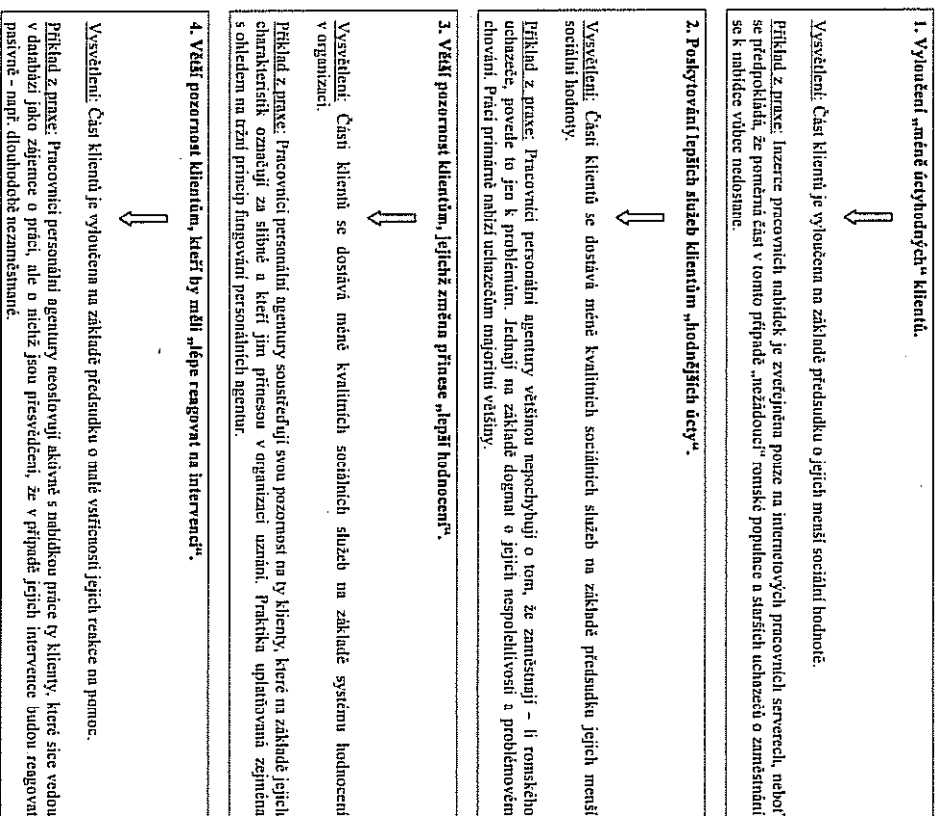 1. Vyloučení „méně úctyhodných“ klientů.
Vysvětlení: Část klientů je vyloučena na základě předsudku o jejich menší sociální hodnotě.
Příklad z praxe: Inzerce pracovních nabídek je zveřejněna pouze na internetových pracovních serverech, neboť
se předpokládá, že poměrná část v tomto případě „nežádoucí“ romské populace a starších uchazečů o zaměstnání
se k nabídce vůbec nedostane.
2. Poskytování lepších služeb klientům „hodnějších úcty“.
Vysvětlení: Části klientů se dostává méně kvalitních sociálních služeb na základě předsudku jejich menší
sociální hodnoty.
Příklad z praxe: Pracovníci personální agentury většinou nepochybují o tom, že zaměstnají – li romského
uchazeče, povede to jen k problémům. Jednají na základě dogmat o jejich nespolehlivosti a problémovém
chování. Práci primárně nabízí uchazečům majoritní většiny.
3. Větší pozornost klientům, jejichž změna přinese „lepší hodnocení“.
Vysvětlení: Části klientů se dostává méně kvalitních sociálních služeb na základě systému hodnocení
v organizaci.
Příklad z praxe: Pracovníci personální agentury soustřeďují svou pozornost na ty klienty, které na základě jejich
charakteristik označují za slibné a kteří jim přinesou v organizaci uznání. Praktika uplatňovaná zejména
s ohledem na tržní princip fungování personálních agentur.
4. Větší pozornost klientům, kteří by měli „lépe reagovat na intervenci“.
Vysvětlení: Část klientů je vyloučena na základě předsudku o malé vstřícnosti jejich reakce na pomoc.
Příklad z praxe: Pracovníci personální agentury neoslovují aktivně s nabídkou práce ty klienty, které sice vedou
v databázi jako zájemce o práci, ale o nichž jsou přesvědčeni, že v případě jejich intervence budou reagovat
pasivně – např. dlouhodobě nezaměstnané.